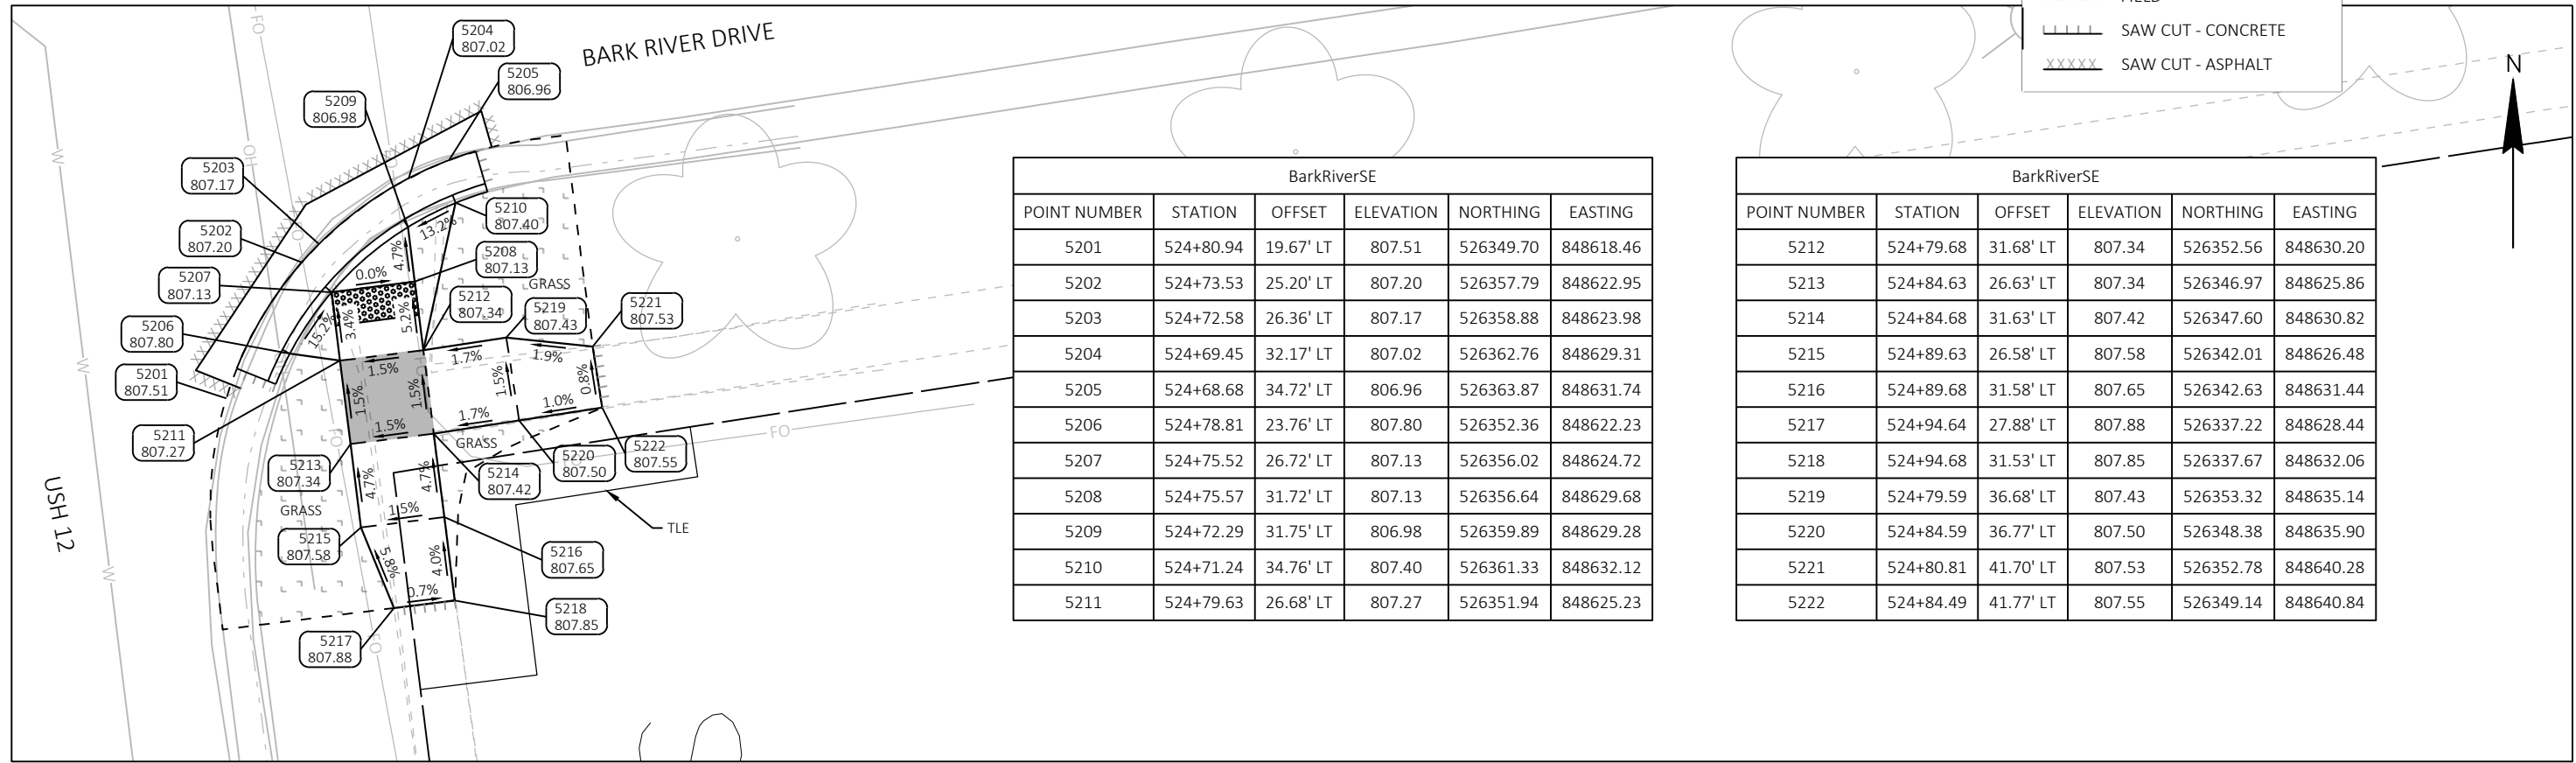 FIELD
SAW CUT - CONCRETE
SAW CUT - ASPHALT
N
BARK RIVER DRIVE
USH 12
5204
807.02
5205
806.96
5209
806.98
5203
807.17
5202
807.20
5207
807.13
5206
807.80
5201
807.51
5211
807.27
5210
807.40
5208
807.13
5212
807.34
5219
807.43
5221
807.53
5213
807.34
5214
807.42
5220
807.50
5222
807.55
5215
807.58
5216
807.65
5218
807.85
5217
807.88
GRASS
GRASS
GRASS
TLE
13.2%
4.7%
0.0%
15.2%
3.4%
5.2%
1.5%
1.7%
1.9%
1.5%
1.5%
1.5%
0.8%
1.0%
1.7%
1.5%
4.7%
4.7%
1.5%
5.8%
4.0%
0.7%
FO
OH
FO
FO
FO
W
W
W
BarkRiverSE
POINT NUMBER STATION OFFSET ELEVATION NORTHING EASTING
5201 524+80.94 19.67' LT 807.51 526349.70 848618.46
5202 524+73.53 25.20' LT 807.20 526357.79 848622.95
5203 524+72.58 26.36' LT 807.17 526358.88 848623.98
5204 524+69.45 32.17' LT 807.02 526362.76 848629.31
5205 524+68.68 34.72' LT 806.96 526363.87 848631.74
5206 524+78.81 23.76' LT 807.80 526352.36 848622.23
5207 524+75.52 26.72' LT 807.13 526356.02 848624.72
5208 524+75.57 31.72' LT 807.13 526356.64 848629.68
5209 524+72.29 31.75' LT 806.98 526359.89 848629.28
5210 524+71.24 34.76' LT 807.40 526361.33 848632.12
5211 524+79.63 26.68' LT 807.27 526351.94 848625.23
BarkRiverSE
POINT NUMBER STATION OFFSET ELEVATION NORTHING EASTING
5212 524+79.68 31.68' LT 807.34 526352.56 848630.20
5213 524+84.63 26.63' LT 807.34 526346.97 848625.86
5214 524+84.68 31.63' LT 807.42 526347.60 848630.82
5215 524+89.63 26.58' LT 807.58 526342.01 848626.48
5216 524+89.68 31.58' LT 807.65 526342.63 848631.44
5217 524+94.64 27.88' LT 807.88 526337.22 848628.44
5218 524+94.68 31.53' LT 807.85 526337.67 848632.06
5219 524+79.59 36.68' LT 807.43 526353.32 848635.14
5220 524+84.59 36.77' LT 807.50 526348.38 848635.90
5221 524+80.81 41.70' LT 807.53 526352.78 848640.28
5222 524+84.49 41.77' LT 807.55 526349.14 848640.84